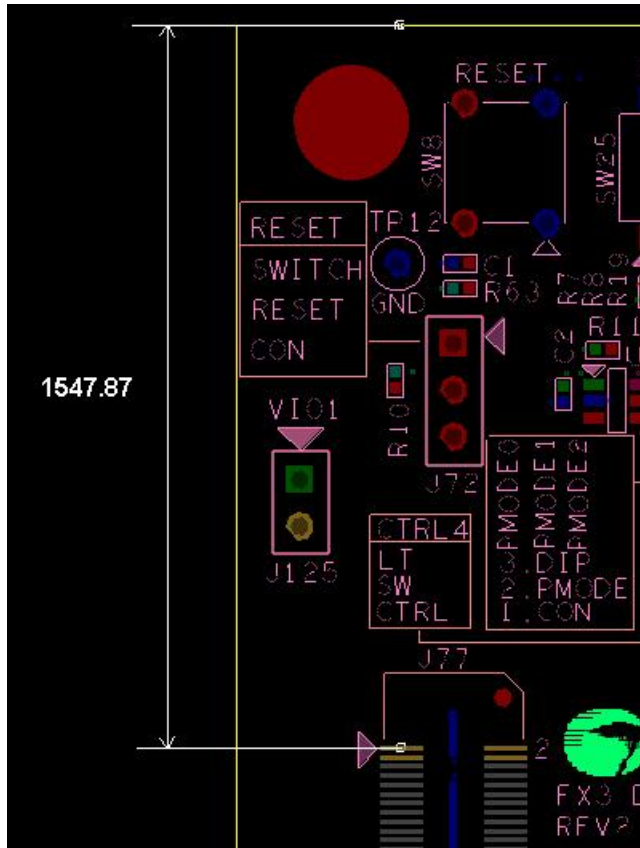 RESET
SW8
SW25
RESET
SWITCH
RESET
CON
TP12
GND
C1
R63
R7
R8
R19
R11
C2
1547.87
VIO1
R10
J72
J125
PMODE0
PMODE1
PMODE2
3.DIP
2.PMODE
1.CON
CTRL4
LT
SW
CTRL
J77
2
FX3 D
REV2